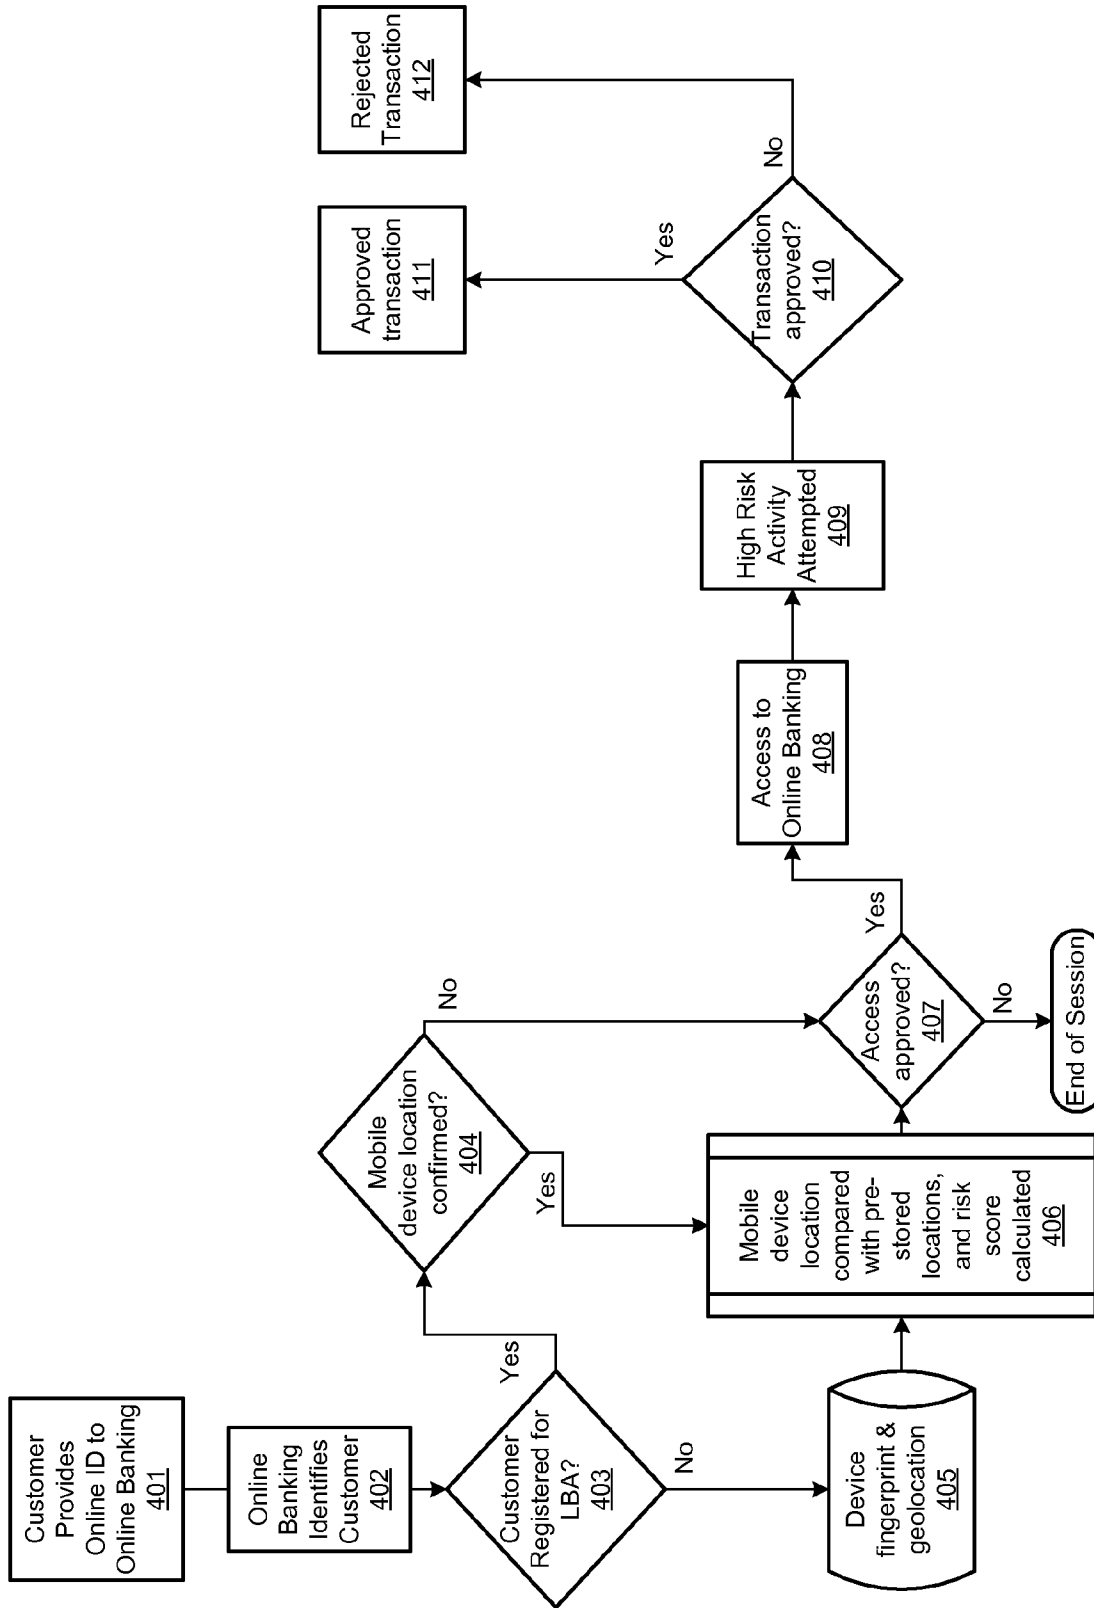 Customer
Provides
Online ID to
Online Banking
401
Online
Banking
Identifies
Customer
402
Customer
Registered for
LBA?
403
Yes
No
Mobile
device location
confirmed?
404
Yes
No
Device
fingerprint &
geolocation
405
Mobile
device
location
compared
with pre-
stored
locations,
and risk
score
calculated
406
Access
approved?
407
Yes
No
End of Session
Access to
Online Banking
408
High Risk
Activity
Attempted
409
Transaction
approved?
410
Yes
No
Approved
transaction
411
Rejected
Transaction
412